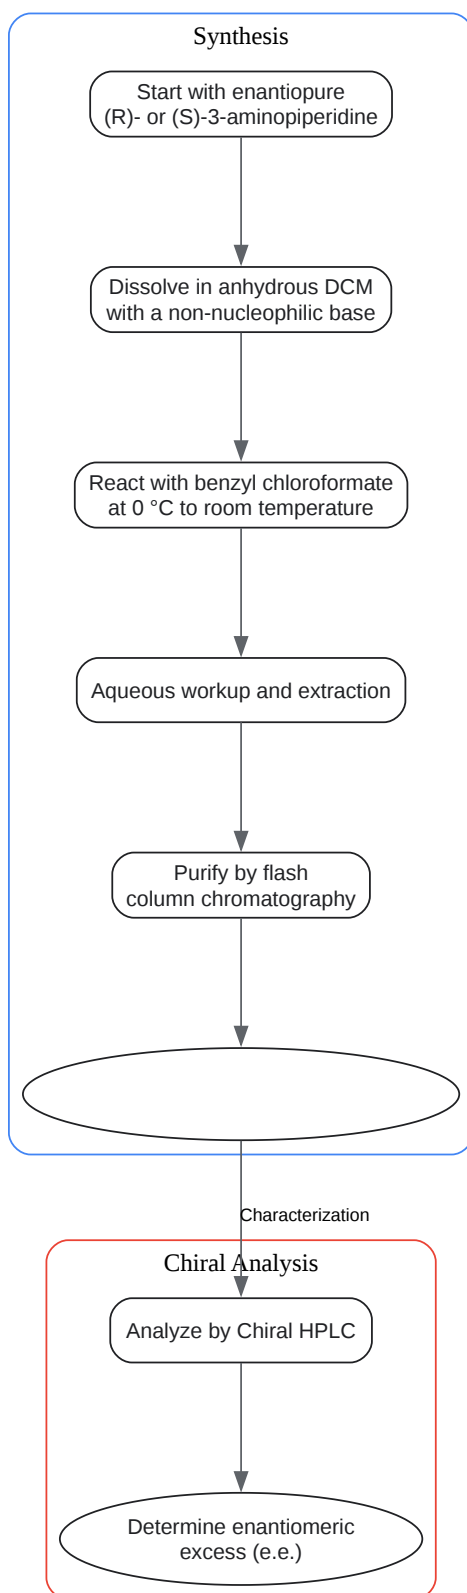 Synthesis
Start with enantiopure
(R)- or (S)-3-aminopiperidine
Dissolve in anhydrous DCM
with a non-nucleophilic base
React with benzyl chloroformate
at 0 °C to room temperature
Aqueous workup and extraction
Purify by flash
column chromatography
Characterization
Chiral Analysis
Analyze by Chiral HPLC
Determine enantiomeric
excess (e.e.)